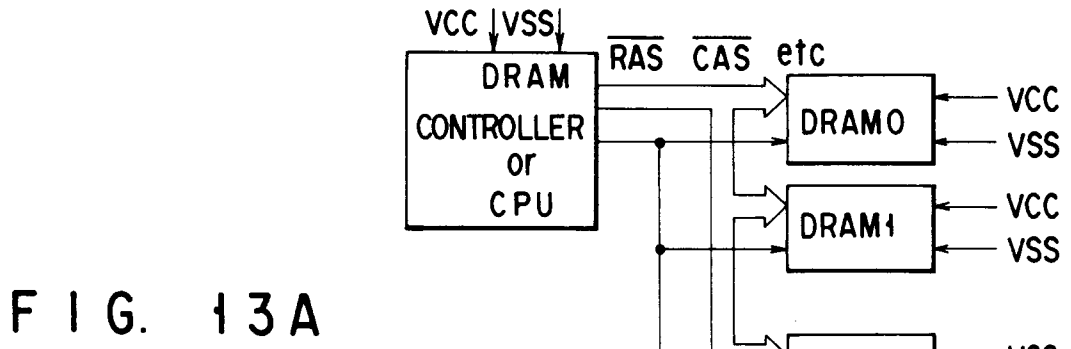 VCC VSS
RAS CAS etc
DRAM
CONTROLLER
or
CPU
DRAM0
VCC
VSS
DRAM1
VCC
VSS
FIG. 13A